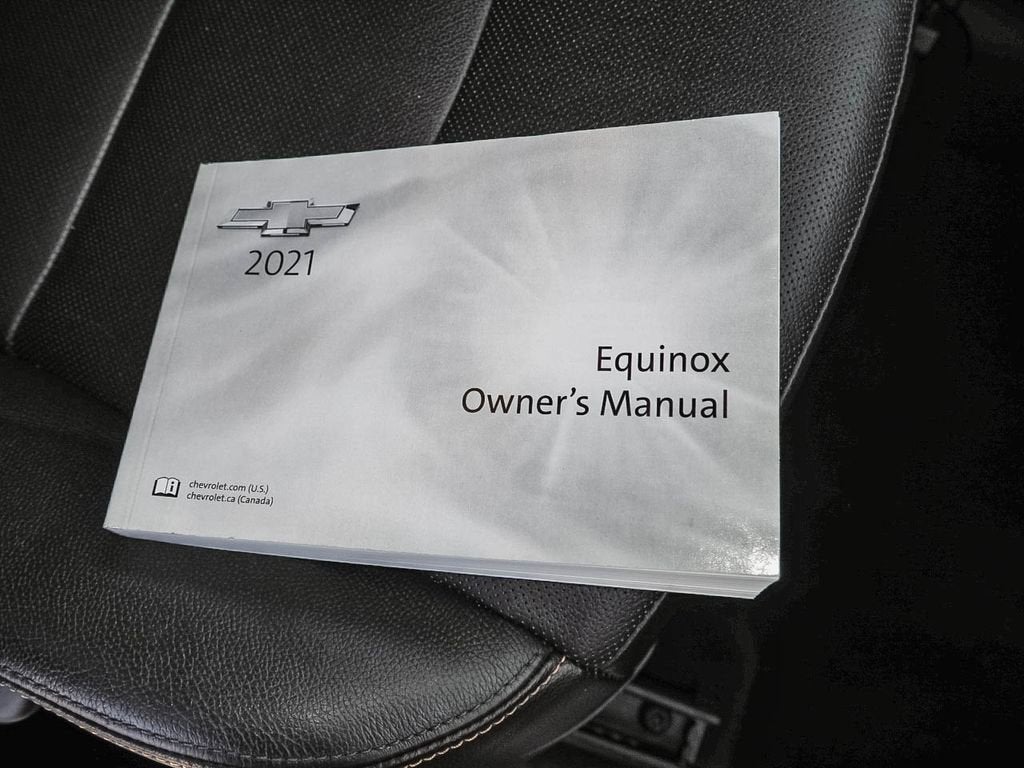 2021
Equinox
Owner's Manual
chevrolet.com (U.S.)
chevrolet.ca (Canada)